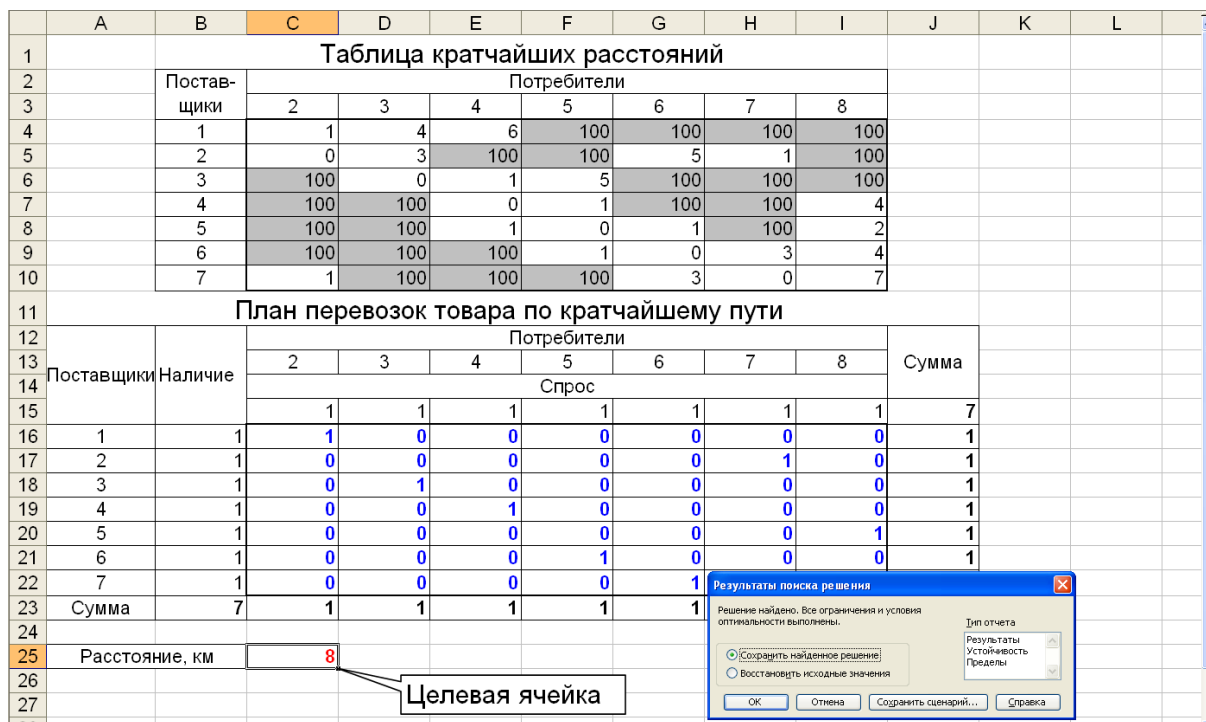 A B C D E F G H I J K L
1 Таблица кратчайших расстояний
2 Постав- Потребители
3 щики 2 3 4 5 6 7 8
4 1 1 4 6 100 100 100 100
5 2 0 3 100 100 5 1 100
6 3 100 0 1 5 100 100 100
7 4 100 100 0 1 100 100 4
8 5 100 100 1 0 1 100 2
9 6 100 100 100 1 0 3 4
10 7 1 100 100 100 3 0 7
11 План перевозок товара по кратчайшему пути
12 Потребители
13 Поставщики Наличие 2 3 4 5 6 7 8 Сумма
14 Спрос
15 1 1 1 1 1 1 1 7
16 1 1 1 0 0 0 0 0 0 1
17 2 1 0 0 0 0 0 1 0 1
18 3 1 0 1 0 0 0 0 0 1
19 4 1 0 0 1 0 0 0 0 1
20 5 1 0 0 0 0 0 0 1 1
21 6 1 0 0 0 1 0 0 0 1
22 7 1 0 0 0 0 1
23 Сумма 7 1 1 1 1 1
24
25 Расстояние, км 8
26
27 Целевая ячейка
Результаты поиска решения
Решение найдено. Все ограничения и условия
оптимальности выполнены.
Тип отчета
Результаты
Устойчивость
Пределы
Сохранить найденное решение
Восстановить исходные значения
ОК Отмена Сохранить сценарий... Справка